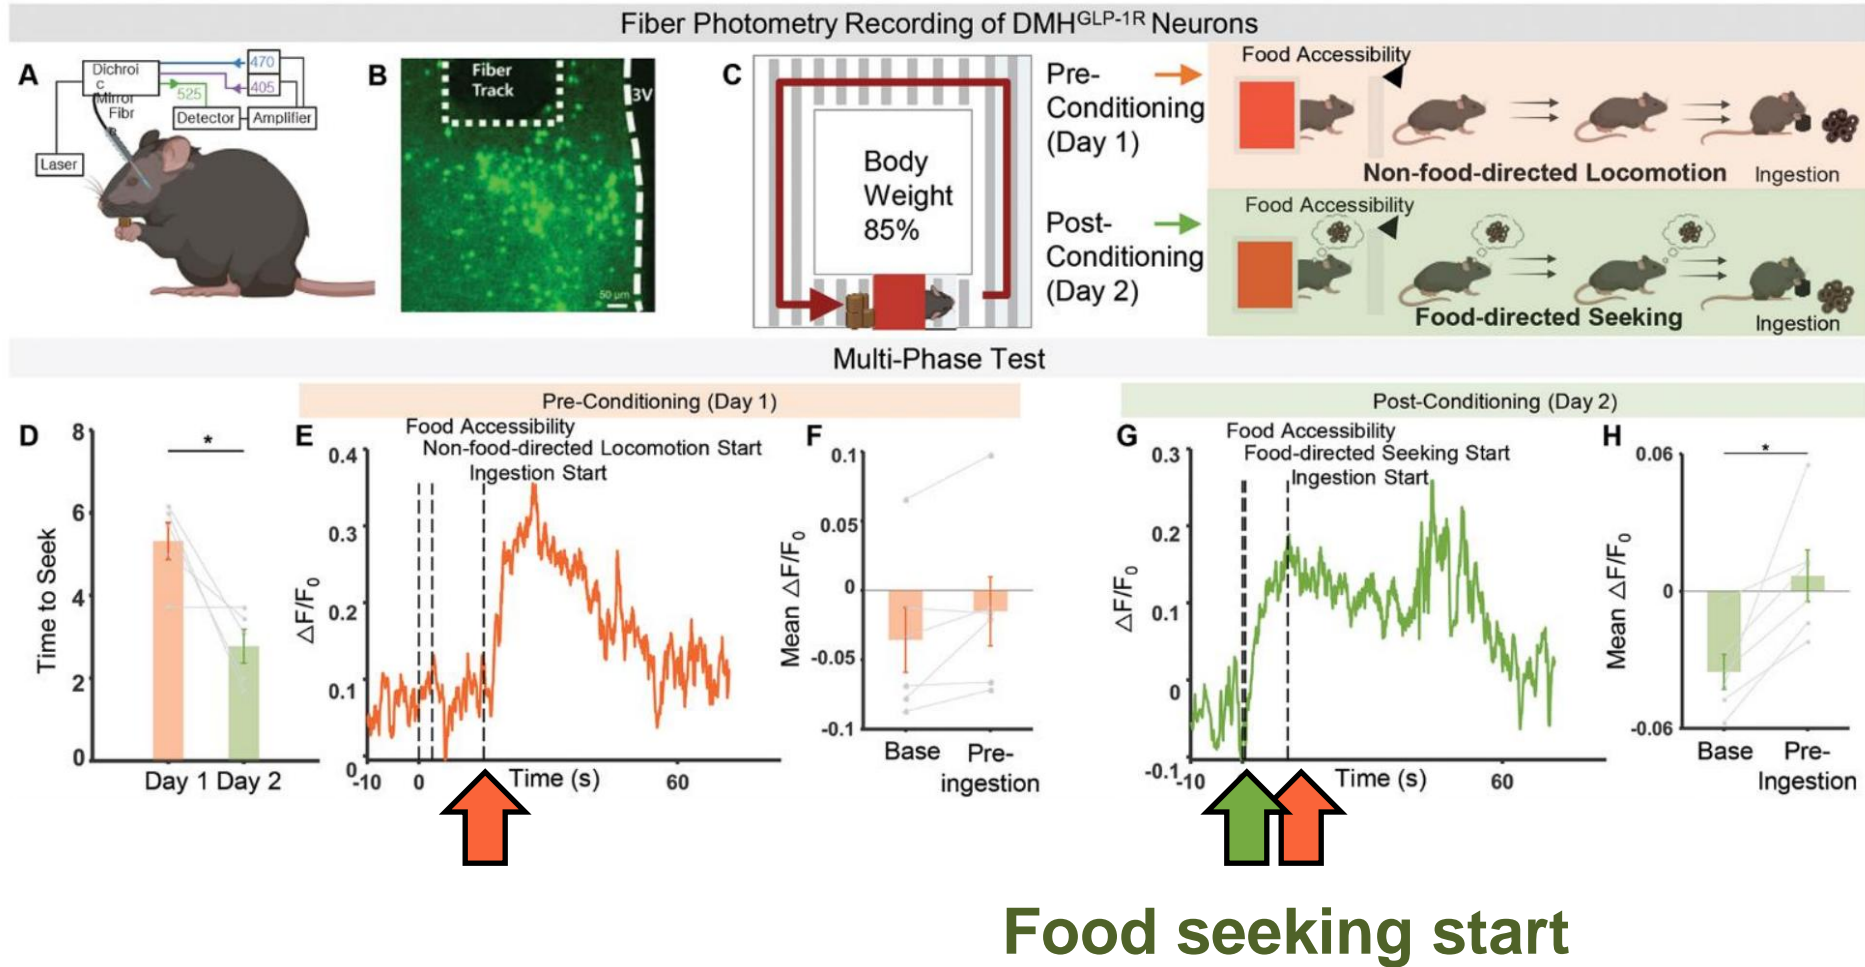 Fiber Photometry Recording of DMH^GLP-1R Neurons
A
Dichroi
c
Mirror
Fibr
e
470
405
525
Detector
Amplifier
Laser
B
Fiber
Track
3V
50 μm
C
Body
Weight
85%
Pre-
Conditioning
(Day 1)
Post-
Conditioning
(Day 2)
Food Accessibility
Non-food-directed Locomotion
Ingestion
Food Accessibility
Food-directed Seeking
Ingestion
Multi-Phase Test
Pre-Conditioning (Day 1)
Post-Conditioning (Day 2)
D
Time to Seek
8
6
4
2
0
*
Day 1 Day 2
E
Food Accessibility
Non-food-directed Locomotion Start
Ingestion Start
△F/F0
0.4
0.3
0.2
0.1
0
-10
0
Time (s)
60
F
Mean △F/F0
0.1
0.05
0
-0.05
-0.1
Base
Pre-
ingestion
G
Food Accessibility
Food-directed Seeking Start
Ingestion Start
△F/F0
0.3
0.2
0.1
0
-0.1
-10
Time (s)
60
H
Mean △F/F0
0.06
0
-0.06
*
Base
Pre-
Ingestion
Food seeking start